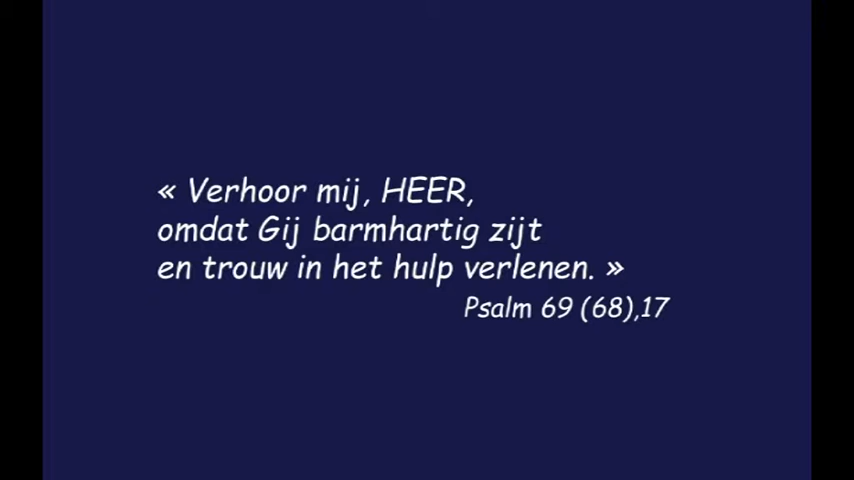 « Verhoor mij, HEER,
omdat Gij barmhartig zijt
en trouw in het hulp verlenen. »
Psalm 69 (68),17